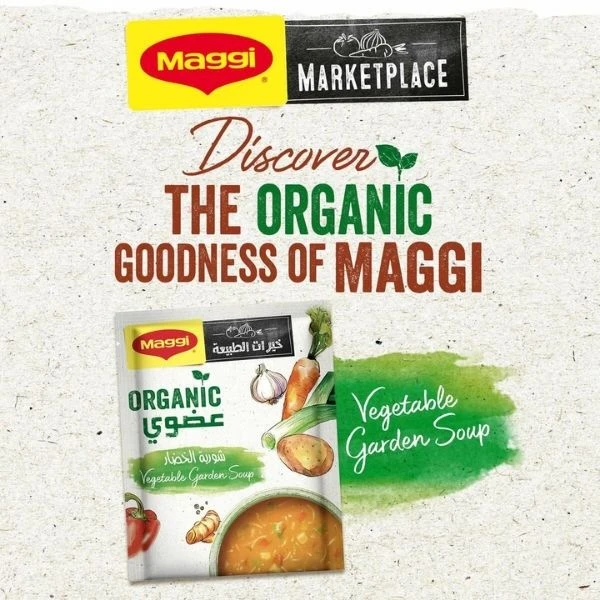 Maggi®
MARKETPLACE
Discover
THE ORGANIC
GOODNESS OF MAGGI
Maggi
خيرات الطبيعة
ORGANIC
عضوي
شوربة الخضار
Vegetable Garden Soup
Vegetable
Garden Soup